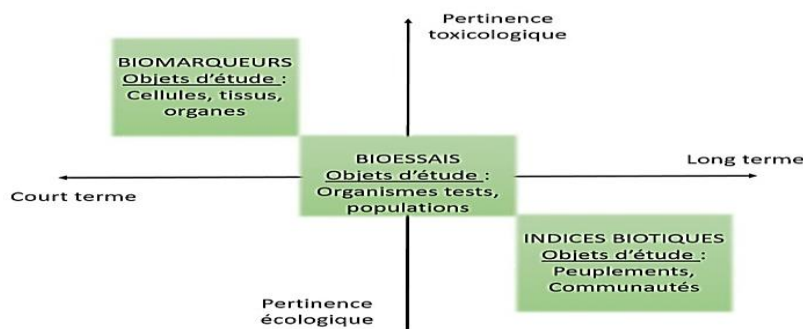 Pertinence
toxicologique
BIOMARQUEURS
Objets d'étude :
Cellules, tissus,
organes
BIOESSAIS
Objets d'étude :
Organismes tests,
populations
Long terme
Court terme
INDICES BIOTIQUES
Objets d'étude :
Peuplements,
Communautés
Pertinence
écologique